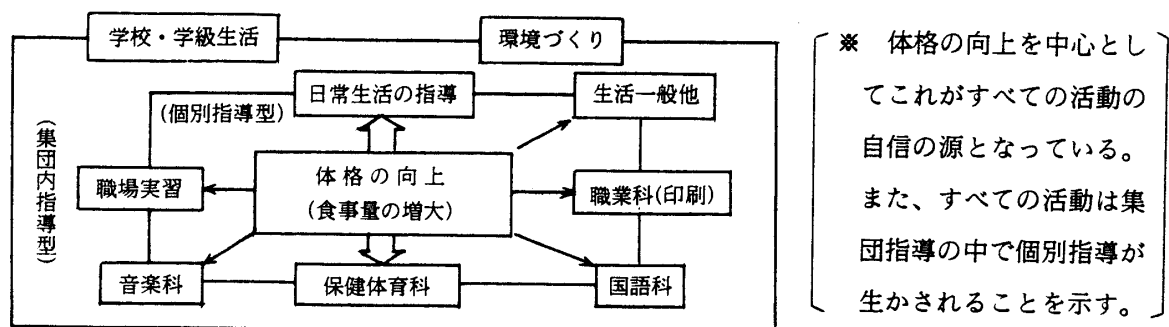 学校・学級生活
環境づくり
日常生活の指導
生活一般他
(個別指導型)
(集団内指導型)
体格の向上
(食事量の増大)
職場実習
職業科(印刷)
音楽科
保健体育科
国語科
※ 体格の向上を中心とし
てこれがすべての活動の
自信の源となっている。
また、すべての活動は集
団指導の中で個別指導が
生かされることを示す。